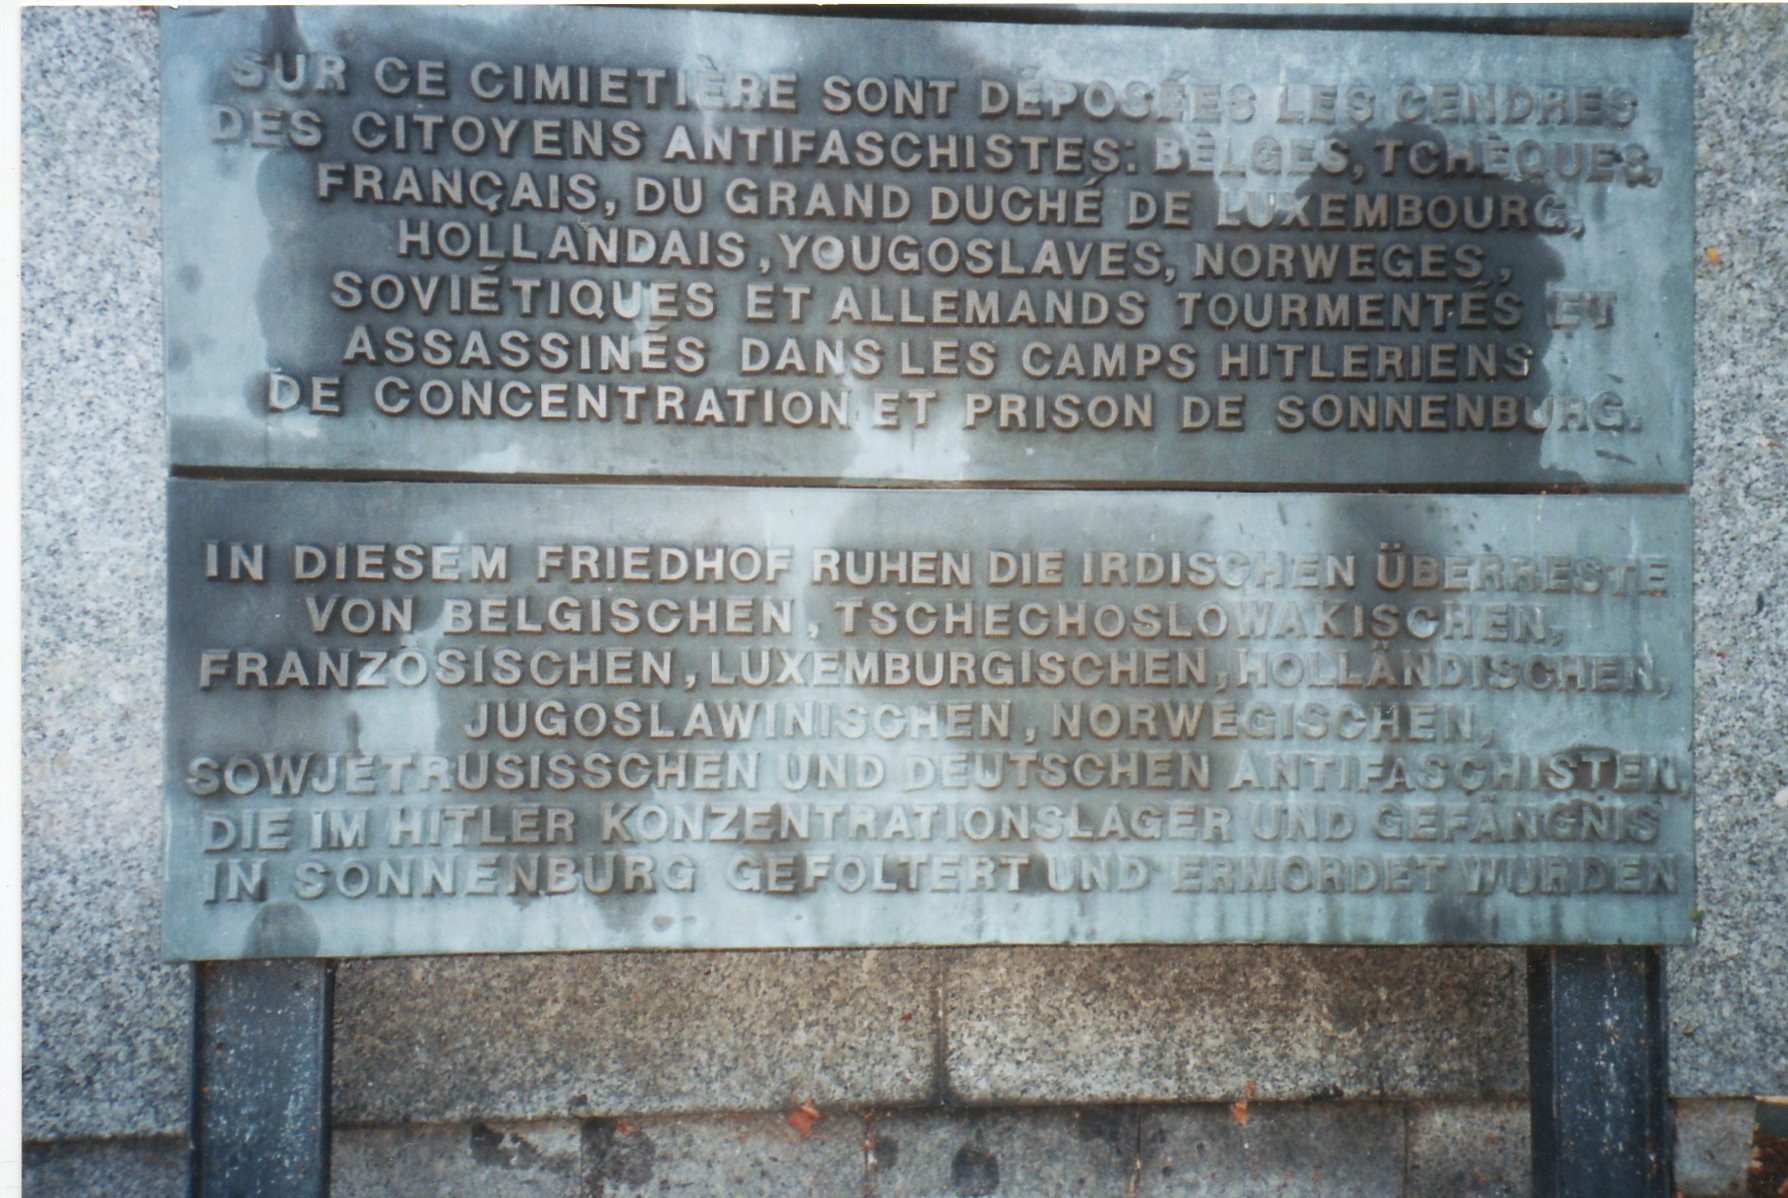 SUR CE CIMIETIÈRE SONT DÉPOSÉES LES CENDRES
DES CITOYENS ANTIFASCHISTES: BÈLGES, TCHÈQUES,
FRANÇAIS, DU GRAND DUCHÉ DE LUXEMBOURG,
HOLLANDAIS, YOUGOSLAVES, NORWEGES,
SOVIÉTIQUES ET ALLEMANDS TOURMENTÉS ET
ASSASSINÉS DANS LES CAMPS HITLERIENS
DE CONCENTRATION ET PRISON DE SONNENBURG.
IN DIESEM FRIEDHOF RUHEN DIE IRDISCHEN ÜBERRESTE
VON BELGISCHEN, TSCHECHOSLOWAKISCHEN,
FRANZÖSISCHEN, LUXEMBURGISCHEN, HOLLÄNDISCHEN,
JUGOSLAWINISCHEN, NORWEGISCHEN,
SOWJETRUSISSCHEN UND DEUTSCHEN ANTIFASCHISTEN,
DIE IM HITLER KONZENTRATIONSLAGER UND GEFÄNGNIS
IN SONNENBURG GEFOLTERT UND ERMORDET WURDEN